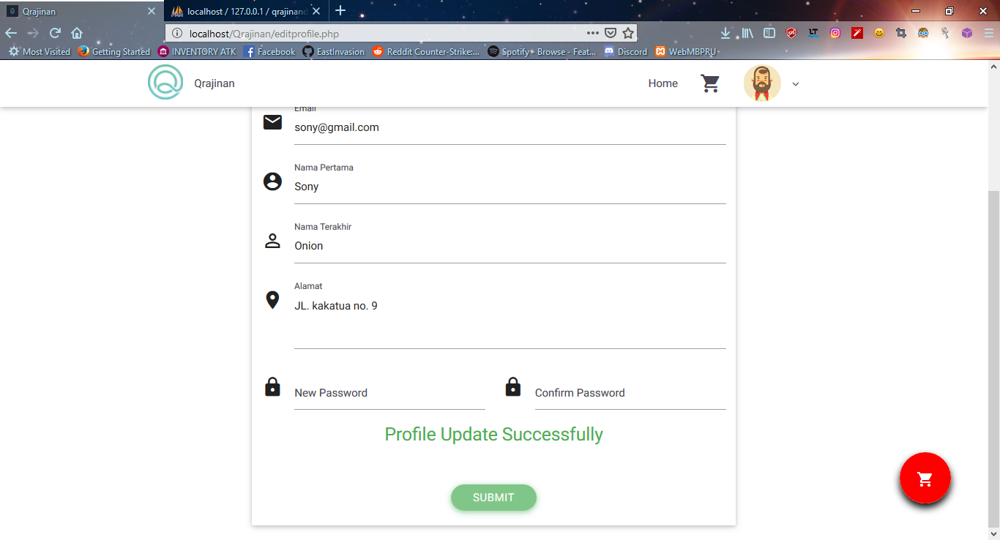 Qrajinan
localhost / 127.0.0.1 / qrajinand
localhost/Qrajinan/editprofile.php
Most Visited Getting Started INVENTORY ATK Facebook EastInvasion Reddit Counter-Strike:... Spotify - Browse - Feat... Discord WebMBPRU
Qrajinan
Home
Email
sony@gmail.com
Nama Pertama
Sony
Nama Terakhir
Onion
Alamat
JL. kakatua no. 9
New Password Confirm Password
Profile Update Successfully
SUBMIT